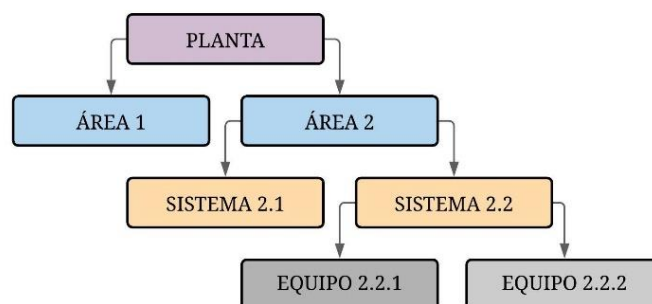 PLANTA
ÁREA 1
ÁREA 2
SISTEMA 2.1
SISTEMA 2.2
EQUIPO 2.2.1
EQUIPO 2.2.2